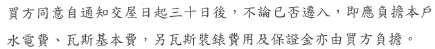 買方同意自通知交屋日起三十日後，不論已否遷入，即應負擔本戶
水電費、瓦斯基本費，另瓦斯裝錶費用及保證金亦由買方負擔。